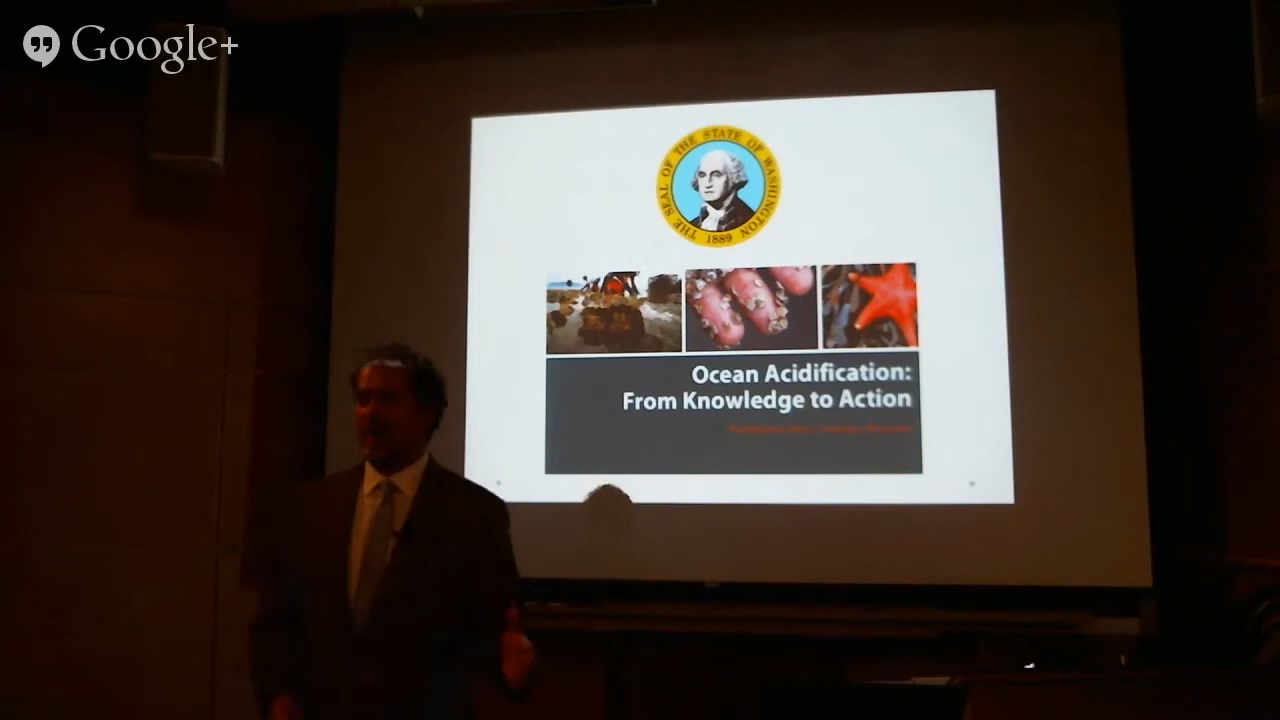 Google+
THE SEAL OF THE STATE OF WASHINGTON
1889
Ocean Acidification:
From Knowledge to Action